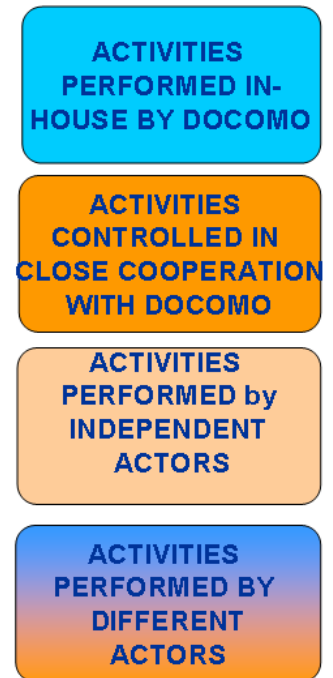 ACTIVITIES
PERFORMED IN-
HOUSE BY DOCOMO
ACTIVITIES
CONTROLLED IN
CLOSE COOPERATION
WITH DOCOMO
ACTIVITIES
PERFORMED by
INDEPENDENT
ACTORS
ACTIVITIES
PERFORMED BY
DIFFERENT
ACTORS